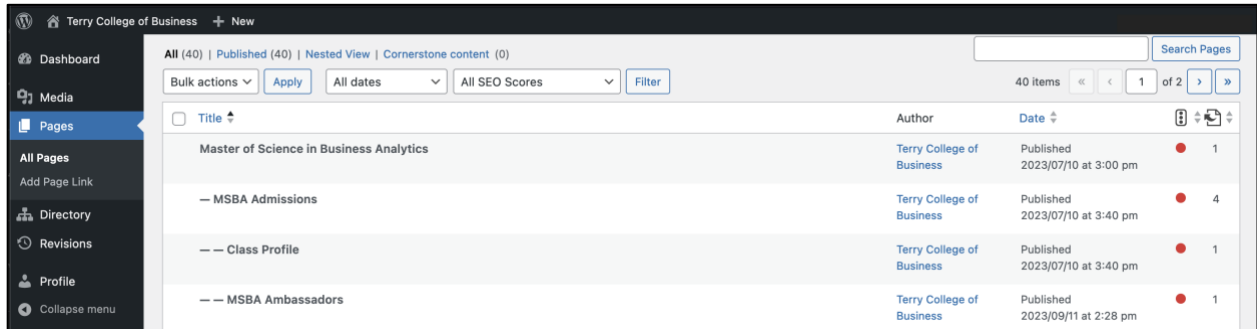 Terry College of Business + New
Dashboard
Media
Pages
All Pages
Add Page Link
Directory
Revisions
Profile
Collapse menu
All (40) | Published (40) | Nested View | Cornerstone content (0)
Search Pages
Bulk actions Apply All dates All SEO Scores Filter
40 items « ‹ 1 of 2 › »
Title Author Date
Master of Science in Business Analytics Terry College of Published 1
Business 2023/07/10 at 3:00 pm
— MSBA Admissions Terry College of Published 4
Business 2023/07/10 at 3:40 pm
— — Class Profile Terry College of Published 1
Business 2023/07/10 at 3:40 pm
— — MSBA Ambassadors Terry College of Published 1
Business 2023/09/11 at 2:28 pm